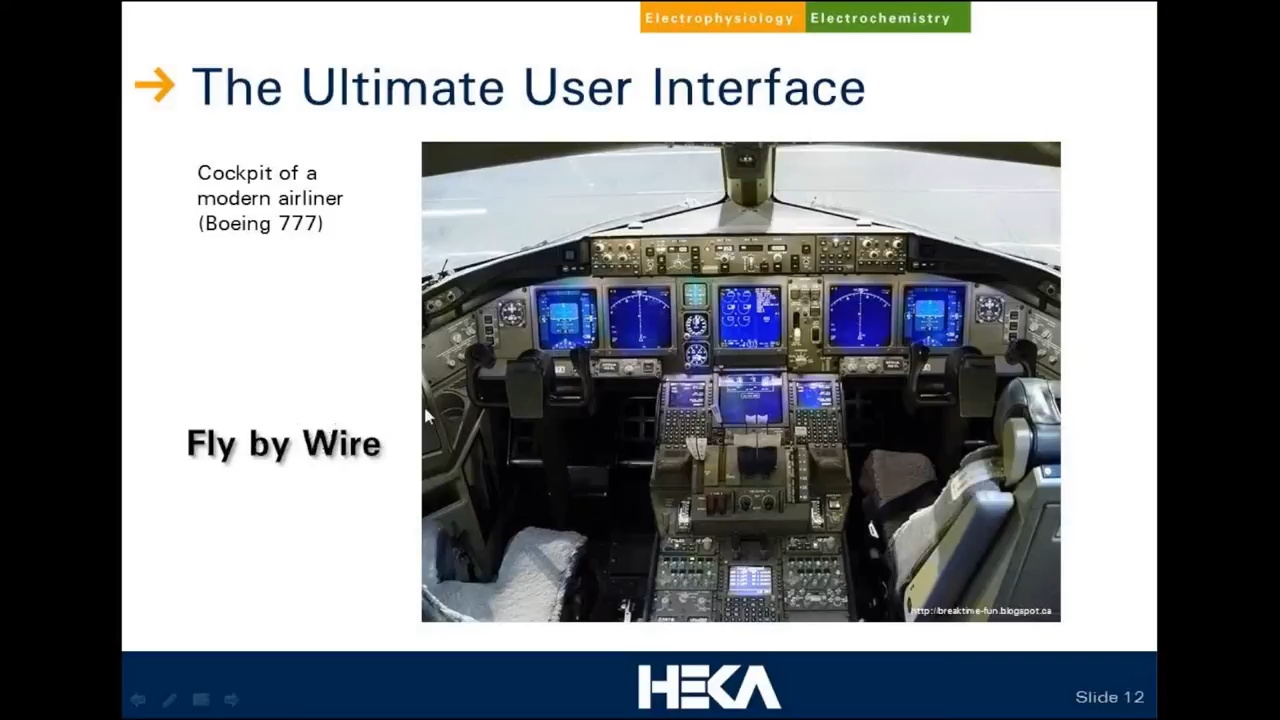 Electrophysiology Electrochemistry
The Ultimate User Interface
Cockpit of a
modern airliner
(Boeing 777)
Fly by Wire
http://breaktime-fun.blogspot.ca
HEKA
Slide 12